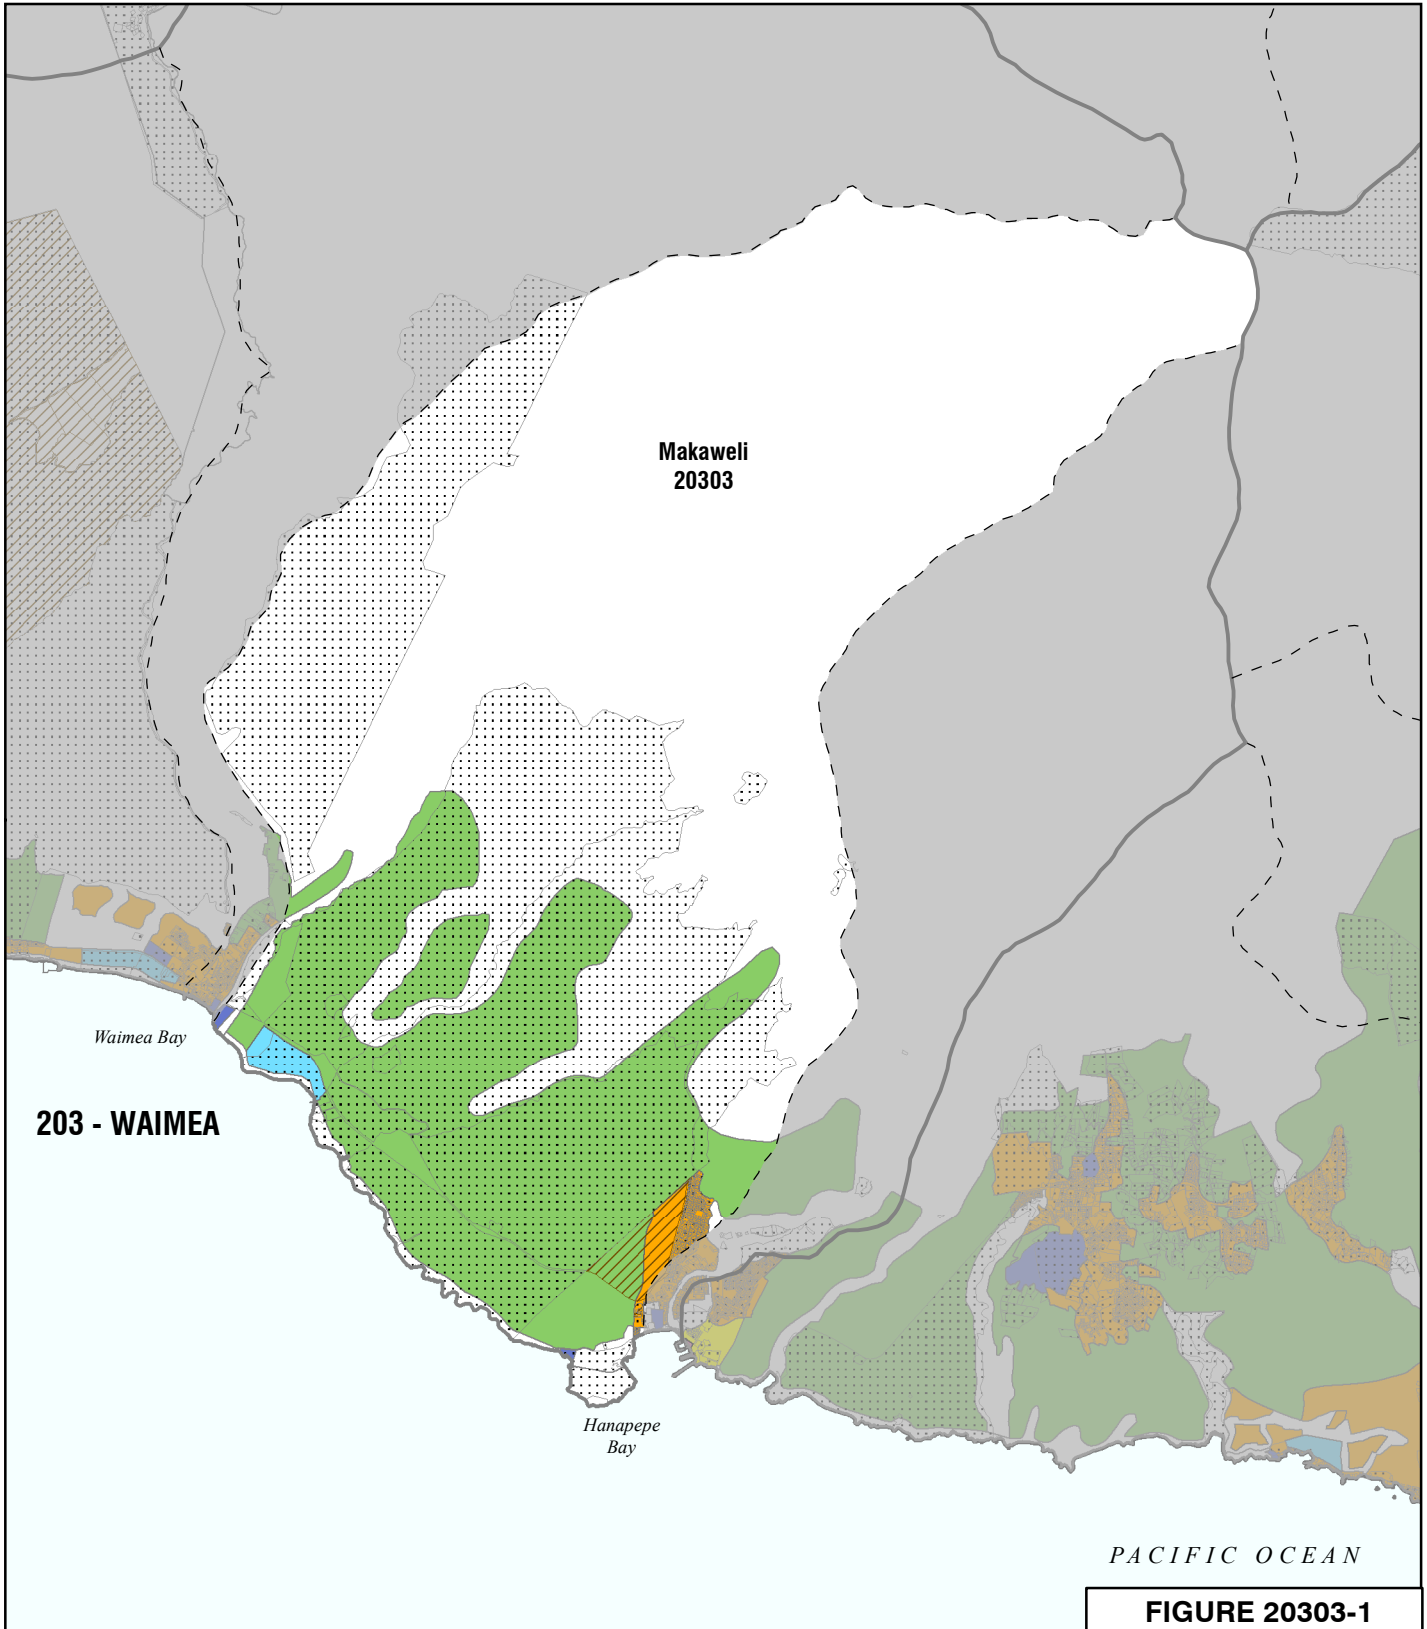 Makaweli
20303
Waimea Bay
203 - WAIMEA
Hanapepe
Bay
PACIFIC OCEAN
FIGURE 20303-1